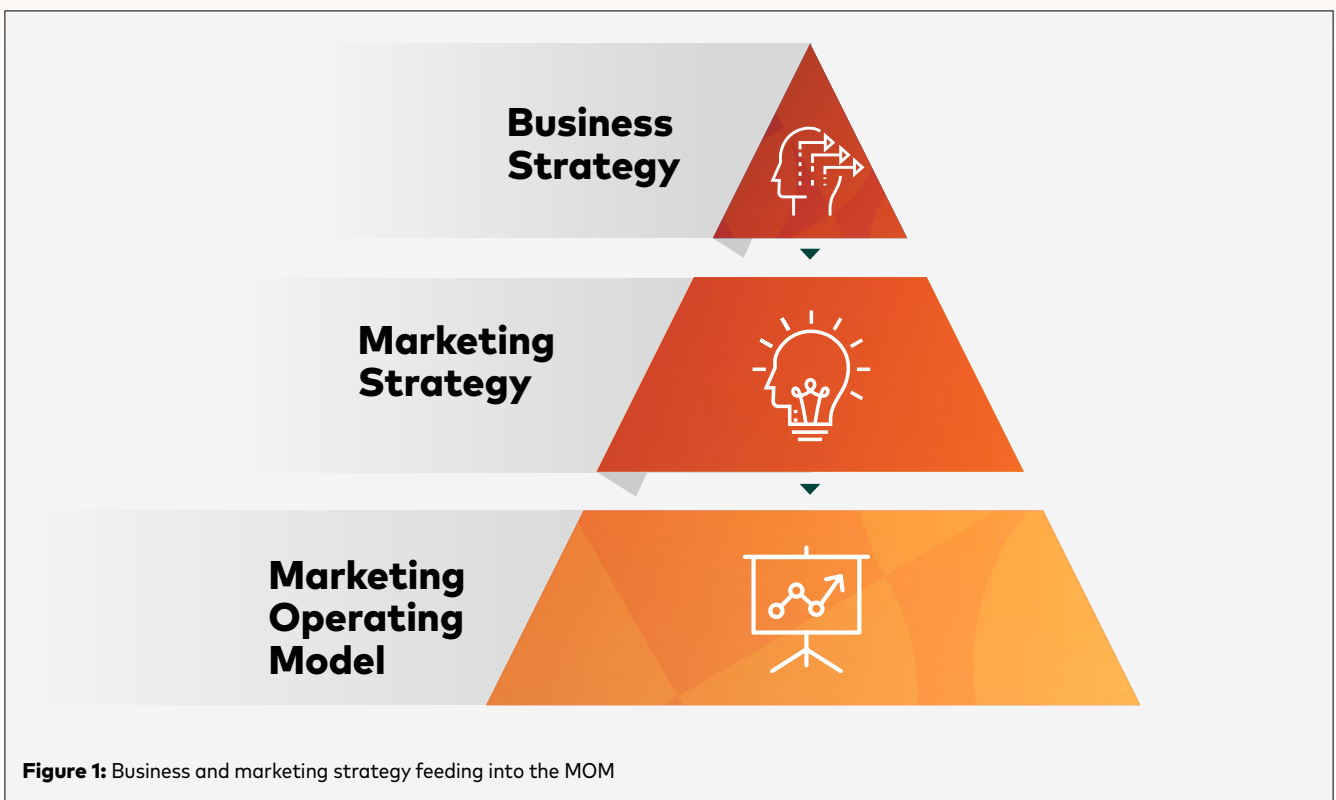 Business
Strategy
Marketing
Strategy
Marketing
Operating
Model
Figure 1: Business and marketing strategy feeding into the MOM